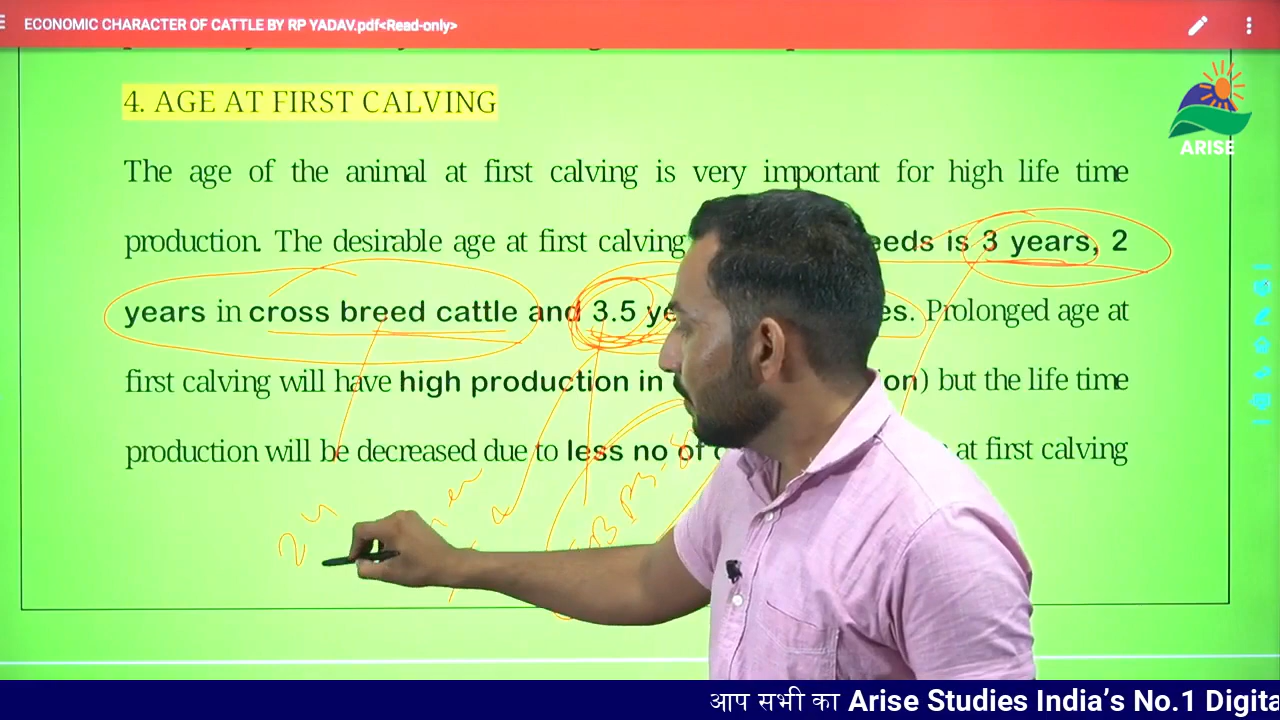 ECONOMIC CHARACTER OF CATTLE BY RP YADAV.pdf<Read-only>
4. AGE AT FIRST CALVING
ARISE
The age of the animal at first calving is very important for high life time
production. The desirable age at first calving eeds is 3 years, 2
years in cross breed cattle and 3.5 ye es. Prolonged age at
first calving will have high production in on) but the life time
production will be decreased due to less no of at first calving
24
आप सभी का Arise Studies India’s No.1 Digita